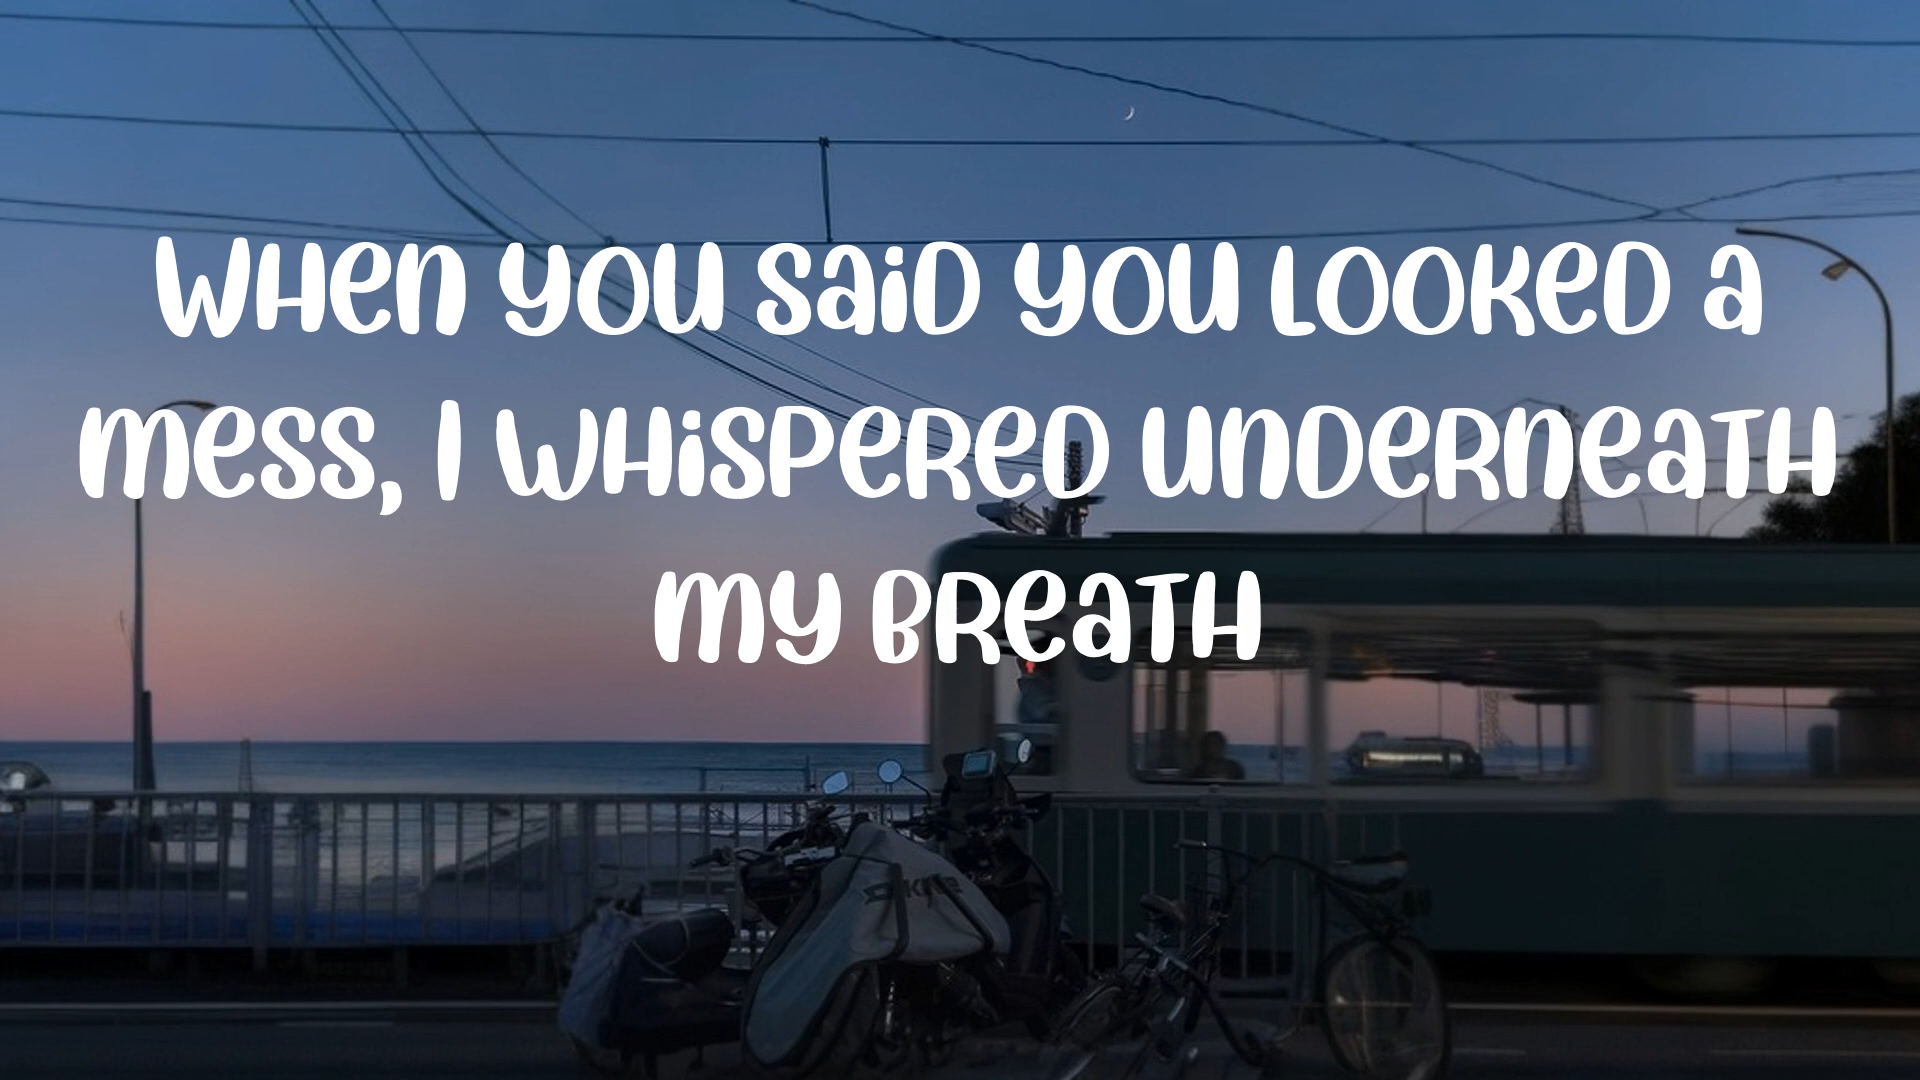 When you said you looked a
mess, I whispered underneath
my breath